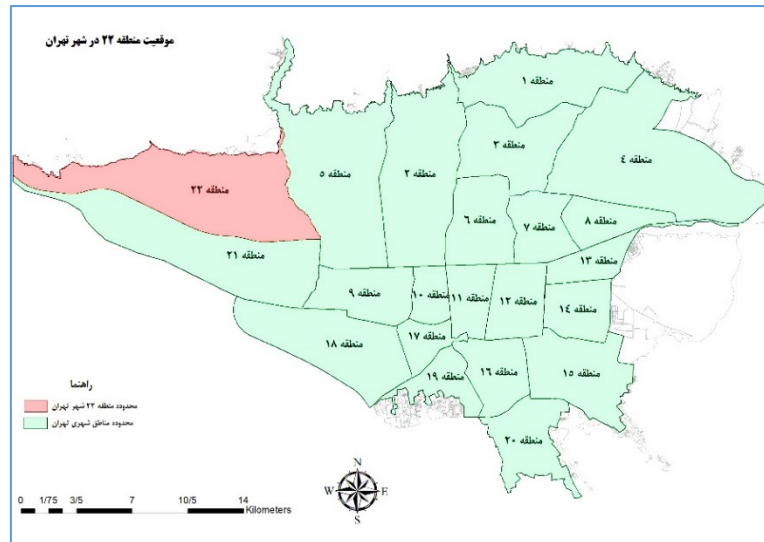 موقعیت منطقه ۲۲ در شهر تهران
منطقه ۱
منطقه ۳
منطقه ۴
منطقه ۲
منطقه ۵
منطقه ۲۲
منطقه ۶
منطقه ۷
منطقه ۸
منطقه ۲۱
منطقه ۱۳
منطقه ۹
منطقه ۱۰
منطقه ۱۱
منطقه ۱۲
منطقه ۱۴
منطقه ۱۸
منطقه ۱۷
منطقه ۱۹
منطقه ۱۶
منطقه ۱۵
منطقه ۲۰
راهنما
محدوده منطقه ۲۲ شهر تهران
محدوده مناطق شهری تهران
N
W E
S
0 1/75 3/5 7 10/5 14
Kilometers